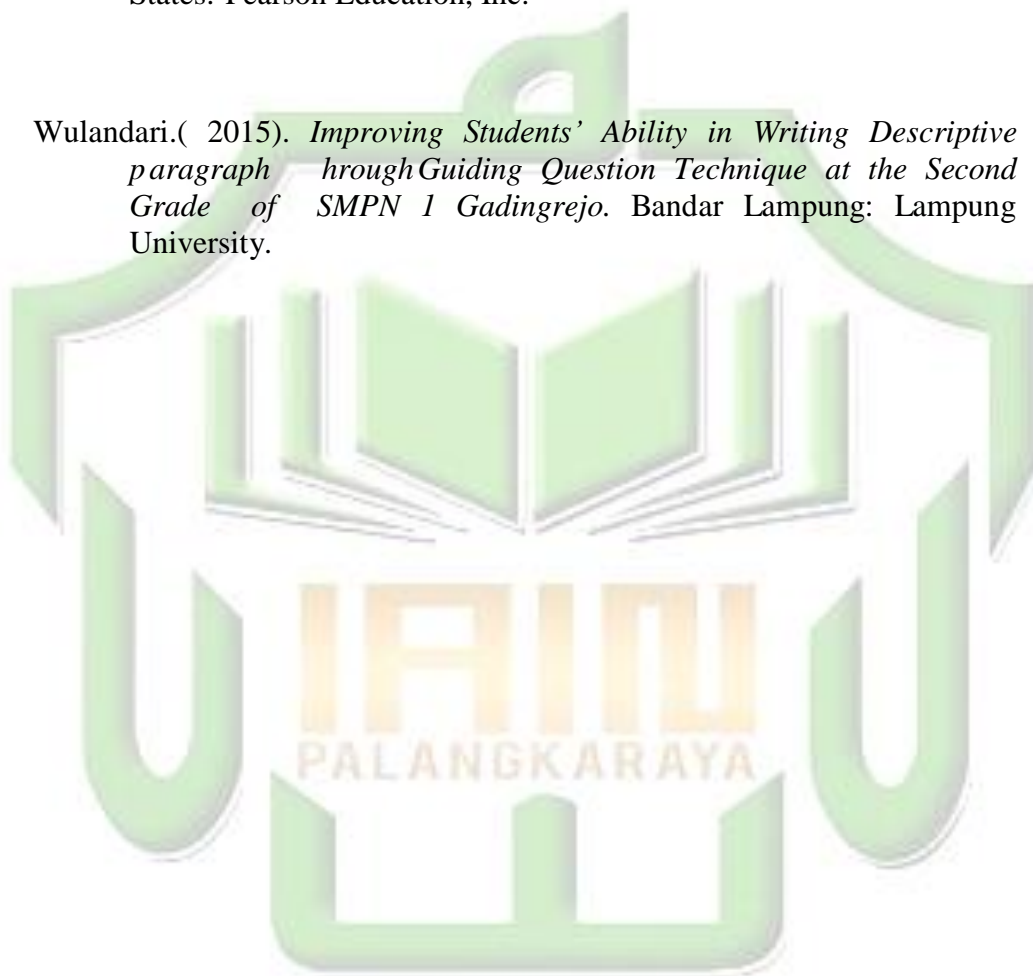 States: Pearson Education, Inc.
Wulandari.( 2015). Improving Students’ Ability in Writing Descriptive
p aragraph hrough Guiding Question Technique at the Second
Grade of SMPN 1 Gadingrejo. Bandar Lampung: Lampung
University.
IAIN
PALANGKARAYA